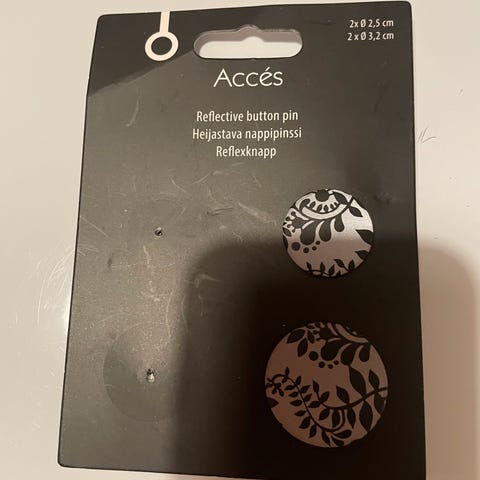 2x Ø 2,5 cm
2 x Ø 3,2 cm
Accés
Reflective button pin
Heijastava nappipinssi
Reflexknapp